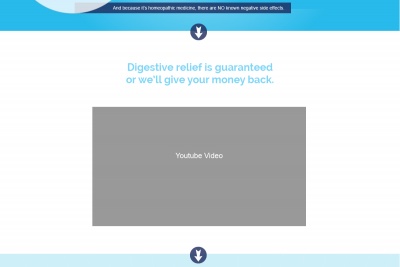 And because it's homeopathic medicine, there are NO known negative side effects.
Digestive relief is guaranteed
or we'll give your money back.
Youtube Video